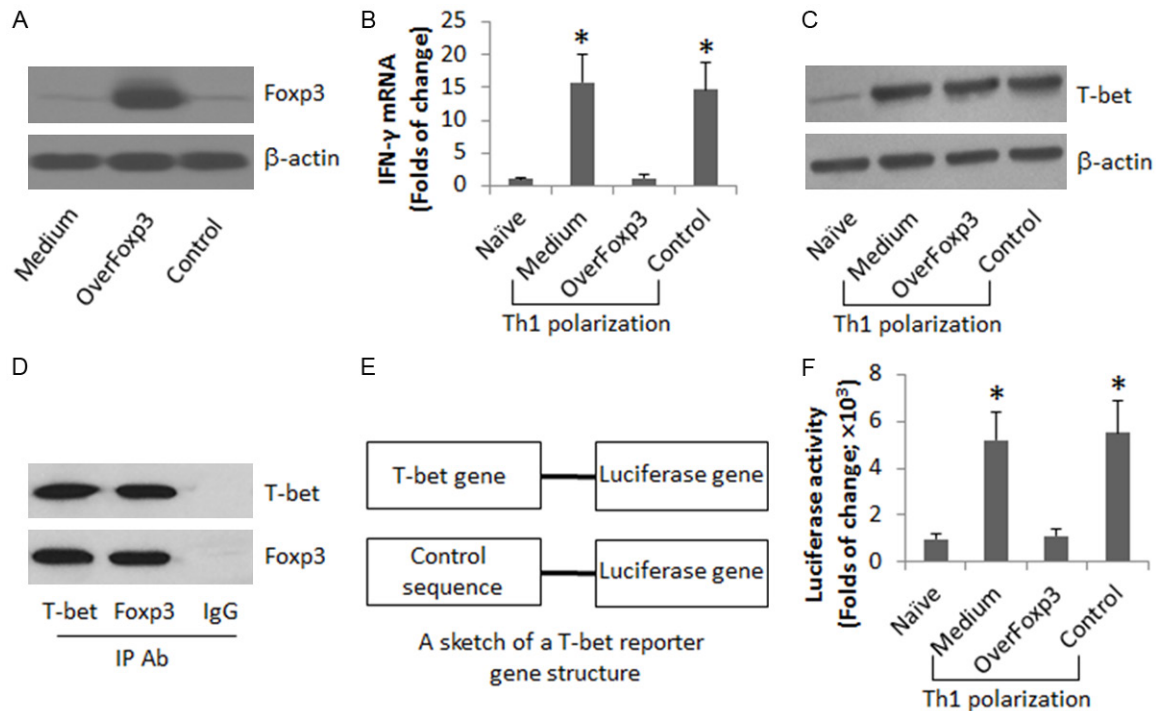 A
Foxp3
β-actin
Medium
OverFoxp3
Control
B
IFN-γ mRNA
(Folds of change)
25
20
15
10
5
0
*
*
Naïve
Medium
OverFoxp3
Control
Th1 polarization
C
T-bet
β-actin
Naïve
Medium
OverFoxp3
Control
Th1 polarization
D
T-bet
Foxp3
T-bet Foxp3 IgG
IP Ab
E
T-bet gene
Luciferase gene
Control
sequence
Luciferase gene
A sketch of a T-bet reporter
gene structure
F
Luciferase activity
(Folds of change; ×10³)
8
6
4
2
0
*
*
Naïve
Medium
OverFoxp3
Control
Th1 polarization